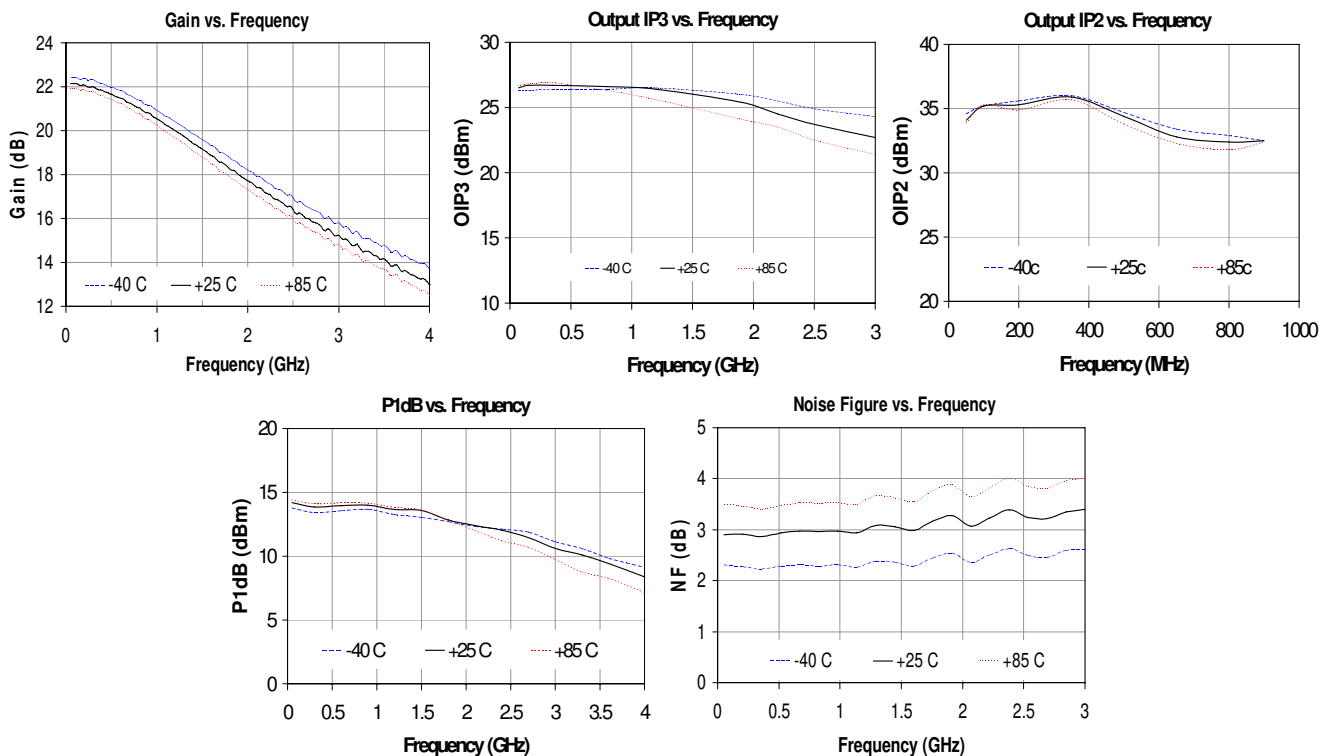 Gain vs. Frequency
24
22
20
18
16
14
12
Gain (dB)
-40 C
+25 C
+85 C
0 1 2 3 4
Frequency (GHz)
Output IP3 vs. Frequency
30
25
20
15
10
OIP3 (dBm)
-40 C
+25 C
+85 C
0 0.5 1 1.5 2 2.5 3
Frequency (GHz)
Output IP2 vs. Frequency
40
35
30
25
20
OIP2 (dBm)
-40c
+25c
+85c
0 200 400 600 800 1000
Frequency (MHz)
P1dB vs. Frequency
20
15
10
5
0
P1dB (dBm)
-40 C
+25 C
+85 C
0 0.5 1 1.5 2 2.5 3 3.5 4
Frequency (GHz)
Noise Figure vs. Frequency
5
4
3
2
1
0
NF (dB)
-40 C
+25 C
+85 C
0 0.5 1 1.5 2 2.5 3
Frequency (GHz)